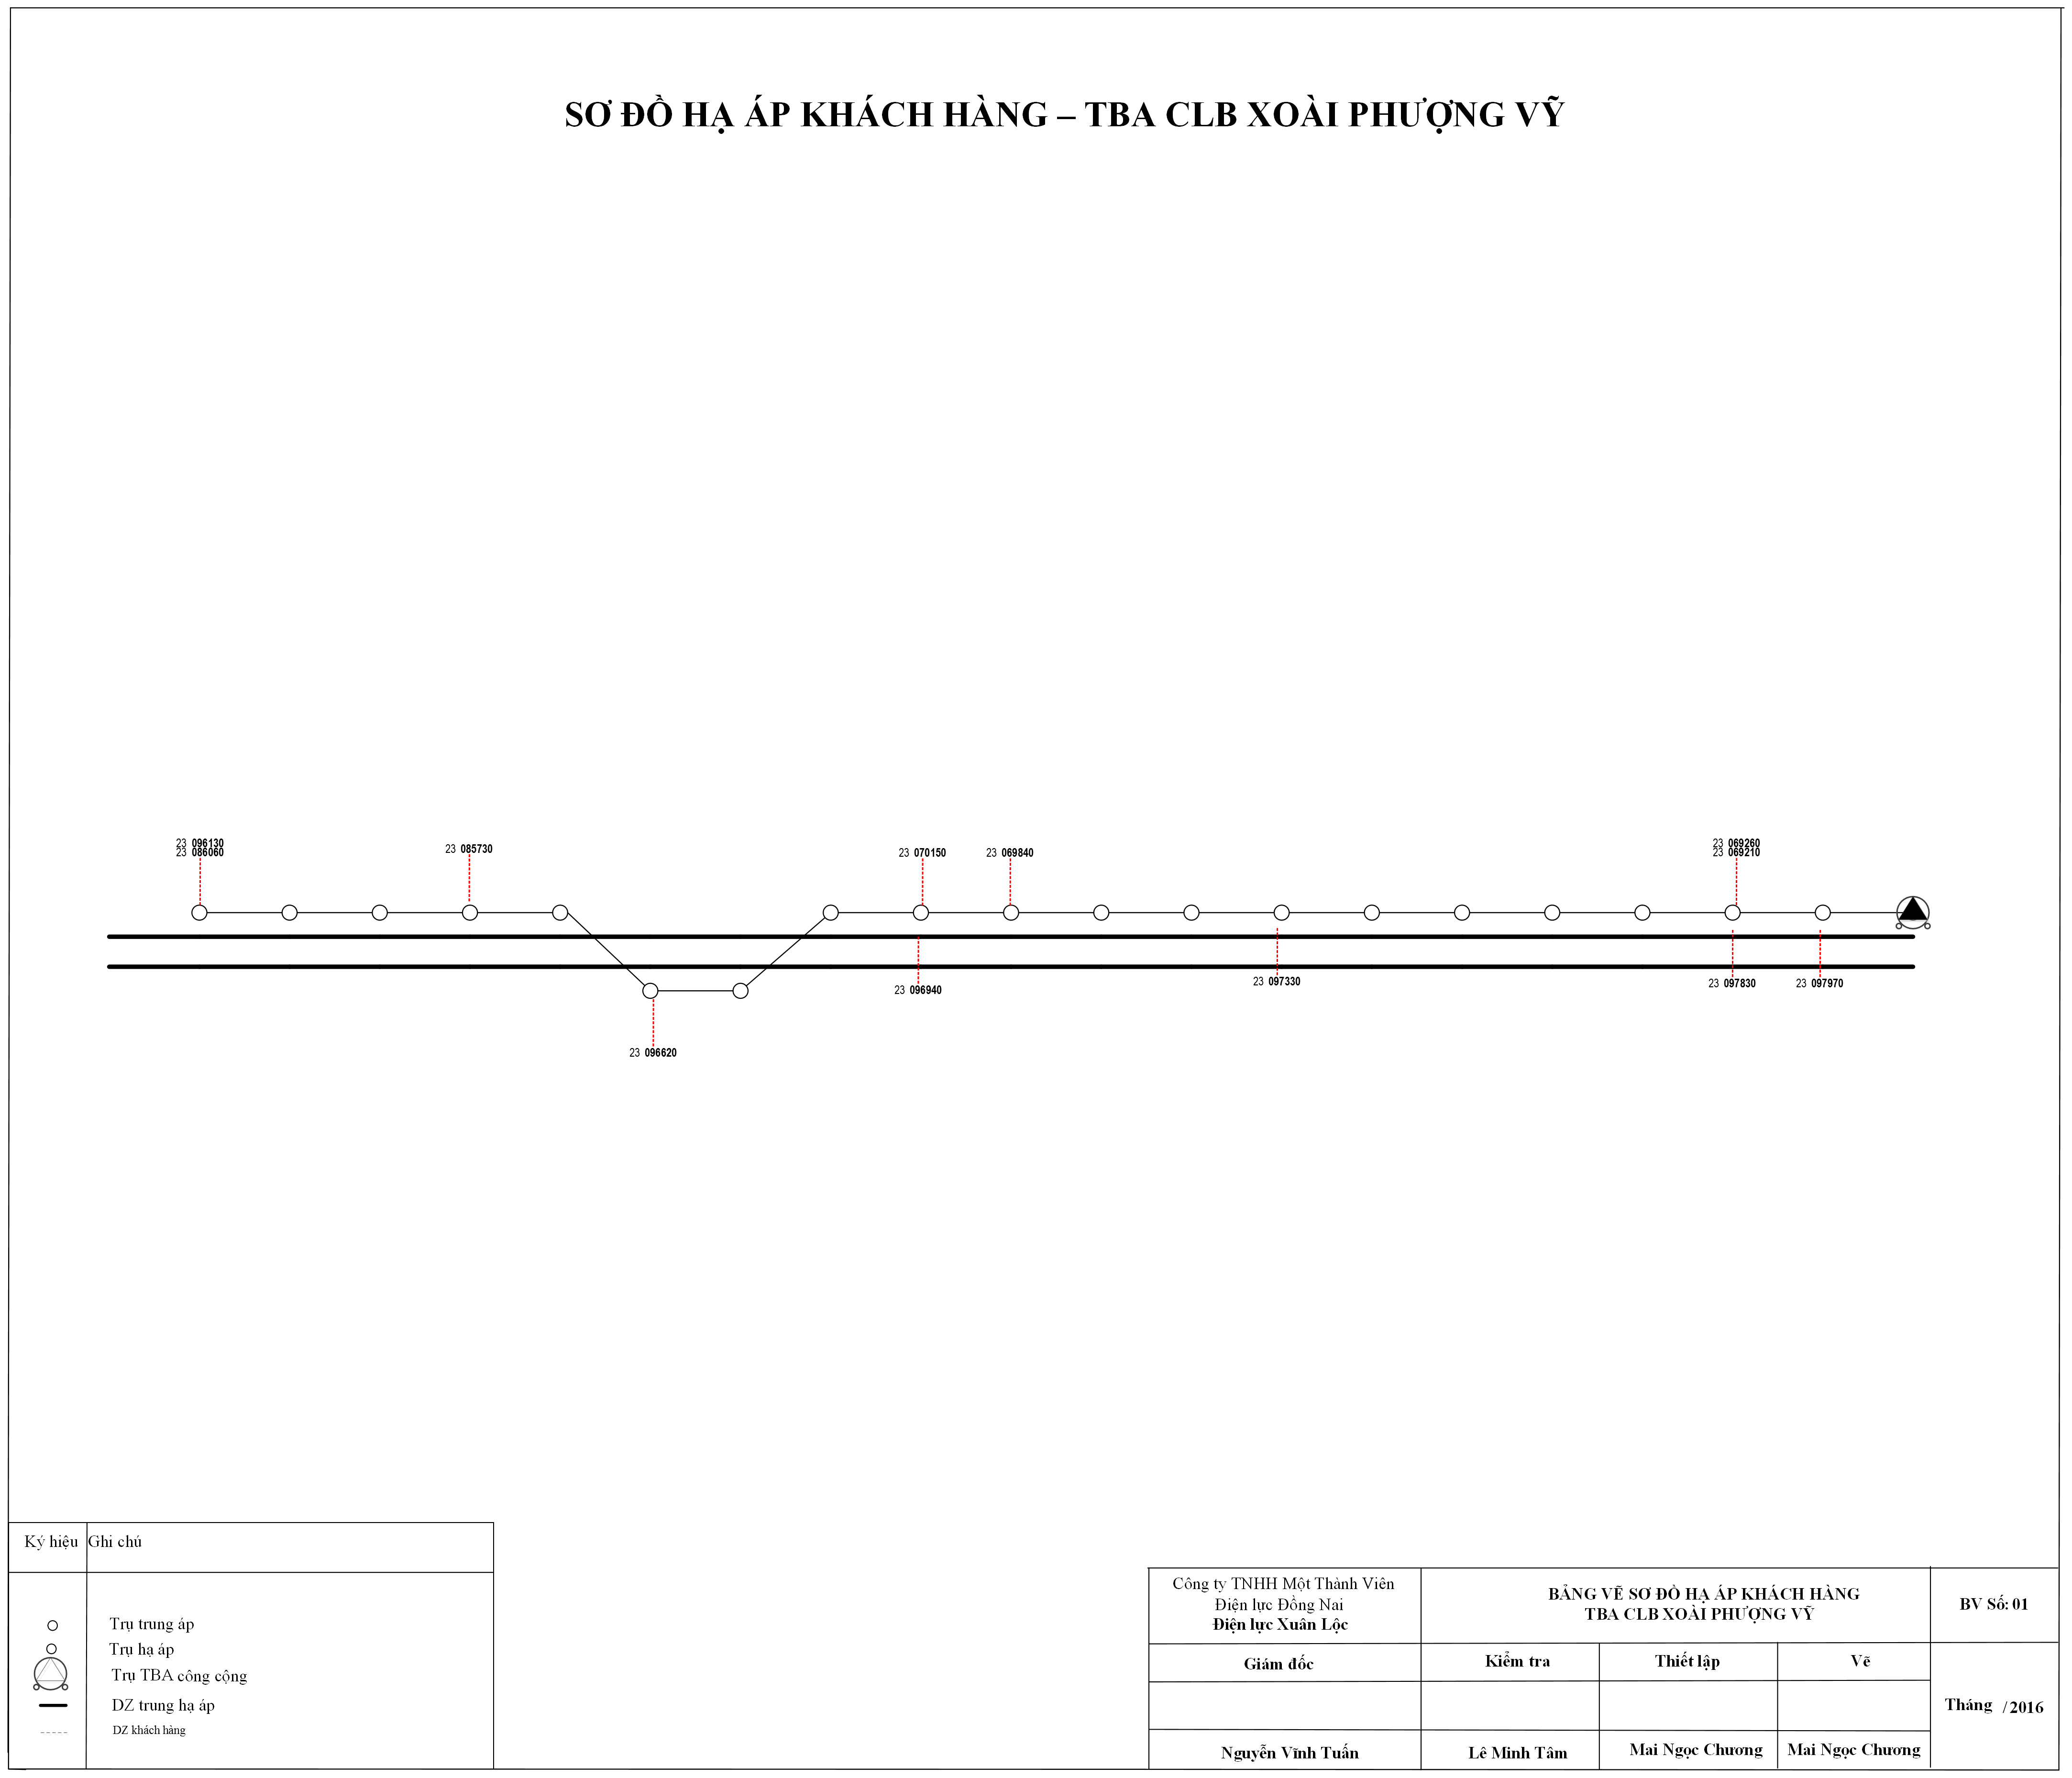 SƠ ĐỒ HẠ ÁP KHÁCH HÀNG – TBA CLB XOÀI PHƯỢNG VỸ
23 096130
23 086060
23 085730
23 070150
23 069840
23 069260
23 069210
23 096940
23 097330
23 097830
23 097970
23 096620
Ký hiệu Ghi chú
Trụ trung áp
Trụ hạ áp
Trụ TBA công cộng
DZ trung hạ áp
DZ khách hàng
Công ty TNHH Một Thành Viên
Điện lực Đồng Nai
Điện lực Xuân Lộc
BẢNG VẼ SƠ ĐỒ HẠ ÁP KHÁCH HÀNG
TBA CLB XOÀI PHƯỢNG VỸ
BV Số: 01
Giám đốc
Kiểm tra
Thiết lập
Vẽ
Tháng /2016
Nguyễn Vĩnh Tuấn
Lê Minh Tâm
Mai Ngọc Chương
Mai Ngọc Chương